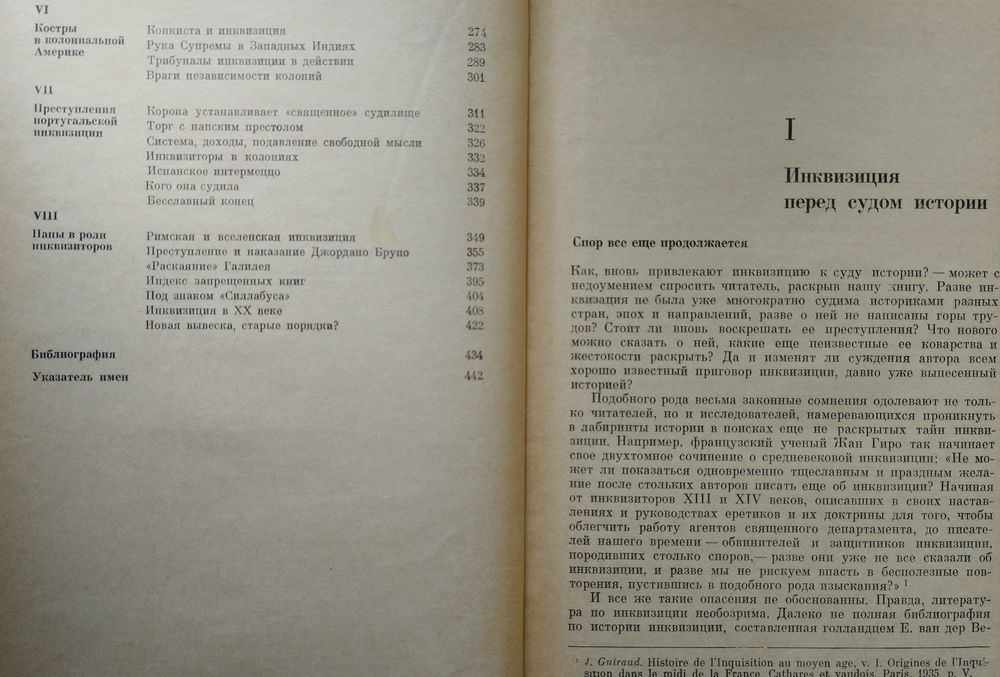 VI
Костры
в колониальной
Америке
Конкиста и инквизиция 274
Рука Супремы в Западных Индиях 283
Трибуналы инквизиции в действии 289
Враги независимости колоний 301
VII
Преступления
португальской
инквизиции
Корона устанавливает «священное» судилище 311
Торг с папским престолом 322
Система, доходы, подавление свободной мысли 326
Инквизиторы в колониях 332
Испанское интермеццо 334
Кого она судила 337
Бесславный конец 339
VIII
Папы в роли
инквизиторов
Римская и вселенская инквизиция 349
Преступление и наказание Джордано Бруно 355
«Раскаяние» Галилея 373
Индекс запрещенных книг 395
Под знаком «Силлабуса» 404
Инквизиция в XX веке 408
Новая вывеска, старые порядки? 422
Библиография 434
Указатель имен 442
I
Инквизиция
перед судом истории
Спор все еще продолжается
Как, вновь привлекают инквизицию к суду истории? — может с
недоумением спросить читатель, раскрыв нашу книгу. Разве ин-
квизация не была уже многократно судима историками разных
стран, эпох и направлений, разве о ней не написаны горы тру-
дов? Стоит ли вновь воскрешать ее преступления? Что нового
можно сказать о ней, какие еще неизвестные ее коварства и
жестокости раскрыть? Да и изменят ли суждения автора всем
хорошо известный приговор инквизиции, давно уже вынесенный
историей?
Подобного рода весьма законные сомнения одолевают не толь-
ко читателей, но и исследователей, намеревающихся проникнуть
в лабиринты истории в поисках еще не раскрытых тайн инкви-
зиции. Например, французский ученый Жан Гиро так начинает
свое двухтомное сочинение о средневековой инквизиции: «Не мо-
жет ли показаться одновременно тщеславным и праздным жела-
ние после стольких авторов писать еще об инквизиции? Начиная
от инквизиторов XIII и XIV веков, описавших в своих настав-
лениях и руководствах еретиков и их доктрины для того, чтобы
облегчить работу агентов священного департамента, до писате-
лей нашего времени — обвинителей и защитников инквизиции,
породивших столько споров,— разве они уже не все сказали об
инквизиции, и разве мы не рискуем впасть в бесполезные пов-
торения, пустившись в подобного рода изыскания?» 1
И все же такие опасения не обоснованны. Правда, литерату-
ра по инквизиции необозрима. Далеко не полная библиография
по истории инквизиции, составленная голландцем Е. ван дер Ве-
1 J. Guiraud. Histoire de l'Inquisition au moyen age, v. I. Origines de l'Inqui-
sition dans le midi de la France. Cathares et vaudois. Paris, 1935, p. V.